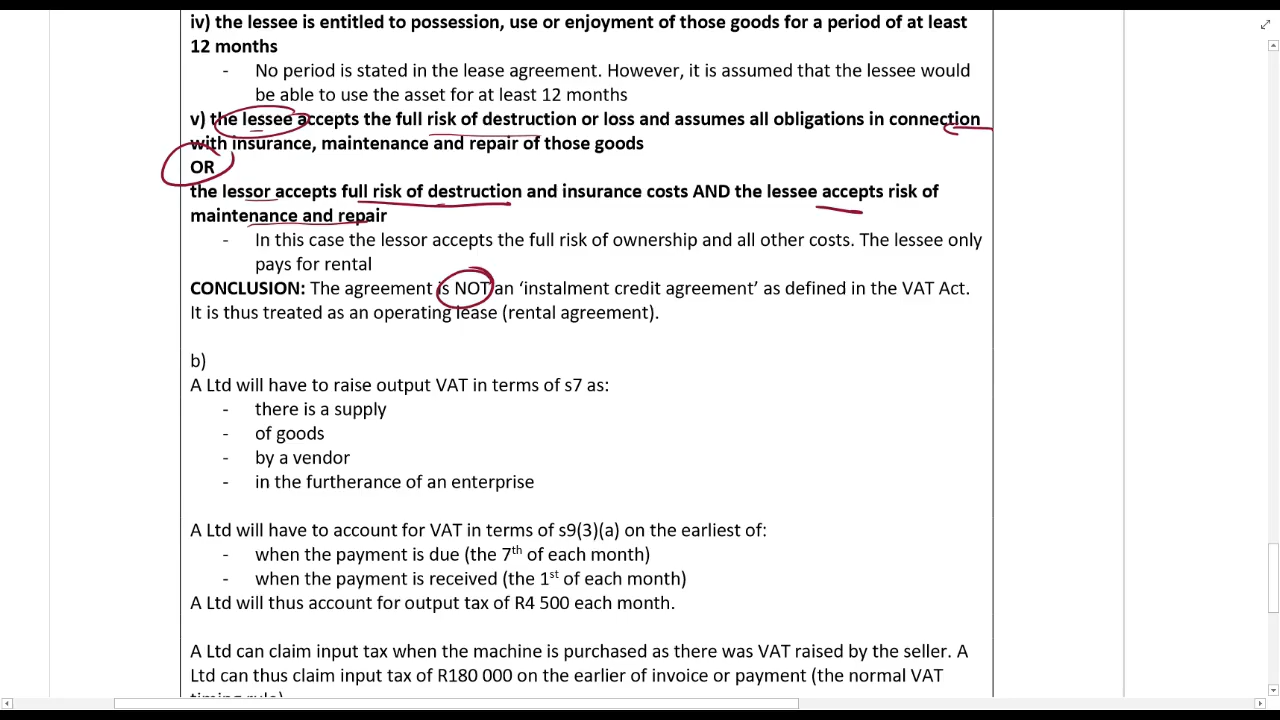 iv) the lessee is entitled to possession, use or enjoyment of those goods for a period of at least
12 months
- No period is stated in the lease agreement. However, it is assumed that the lessee would
be able to use the asset for at least 12 months
v) the lessee accepts the full risk of destruction or loss and assumes all obligations in connection
with insurance, maintenance and repair of those goods
OR
the lessor accepts full risk of destruction and insurance costs AND the lessee accepts risk of
maintenance and repair
- In this case the lessor accepts the full risk of ownership and all other costs. The lessee only
pays for rental
CONCLUSION: The agreement is NOT an ‘instalment credit agreement’ as defined in the VAT Act.
It is thus treated as an operating lease (rental agreement).
b)
A Ltd will have to raise output VAT in terms of s7 as:
- there is a supply
- of goods
- by a vendor
- in the furtherance of an enterprise
A Ltd will have to account for VAT in terms of s9(3)(a) on the earliest of:
- when the payment is due (the 7th of each month)
- when the payment is received (the 1st of each month)
A Ltd will thus account for output tax of R4 500 each month.
A Ltd can claim input tax when the machine is purchased as there was VAT raised by the seller. A
Ltd can thus claim input tax of R180 000 on the earlier of invoice or payment (the normal VAT
timing rule)